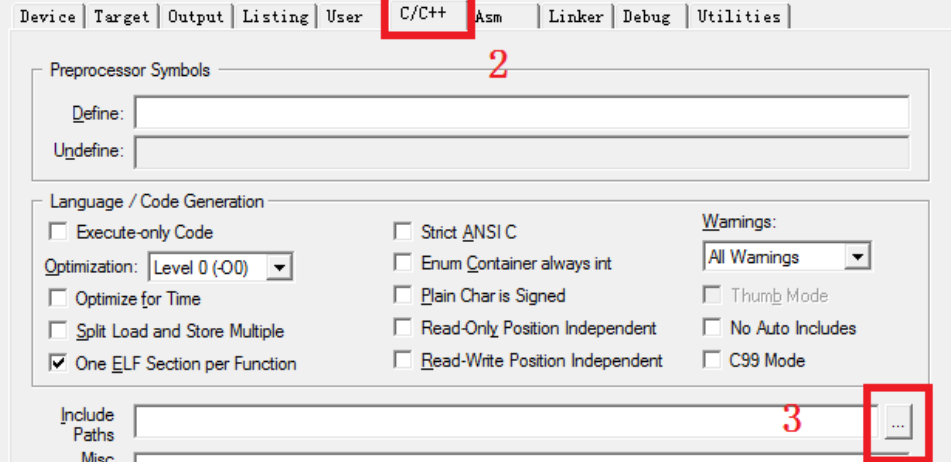 Device Target Output Listing User C/C++ Asm Linker Debug Utilities
2
Preprocessor Symbols
Define:
Undefine:
Language / Code Generation
Execute-only Code
Strict ANSI C
Warnings:
Optimization: Level 0 (-O0)
Enum Container always int
All Warnings
Optimize for Time
Plain Char is Signed
Thumb Mode
Split Load and Store Multiple
Read-Only Position Independent
No Auto Includes
One ELF Section per Function
Read-Write Position Independent
C99 Mode
Include
Paths
3
...
Misc